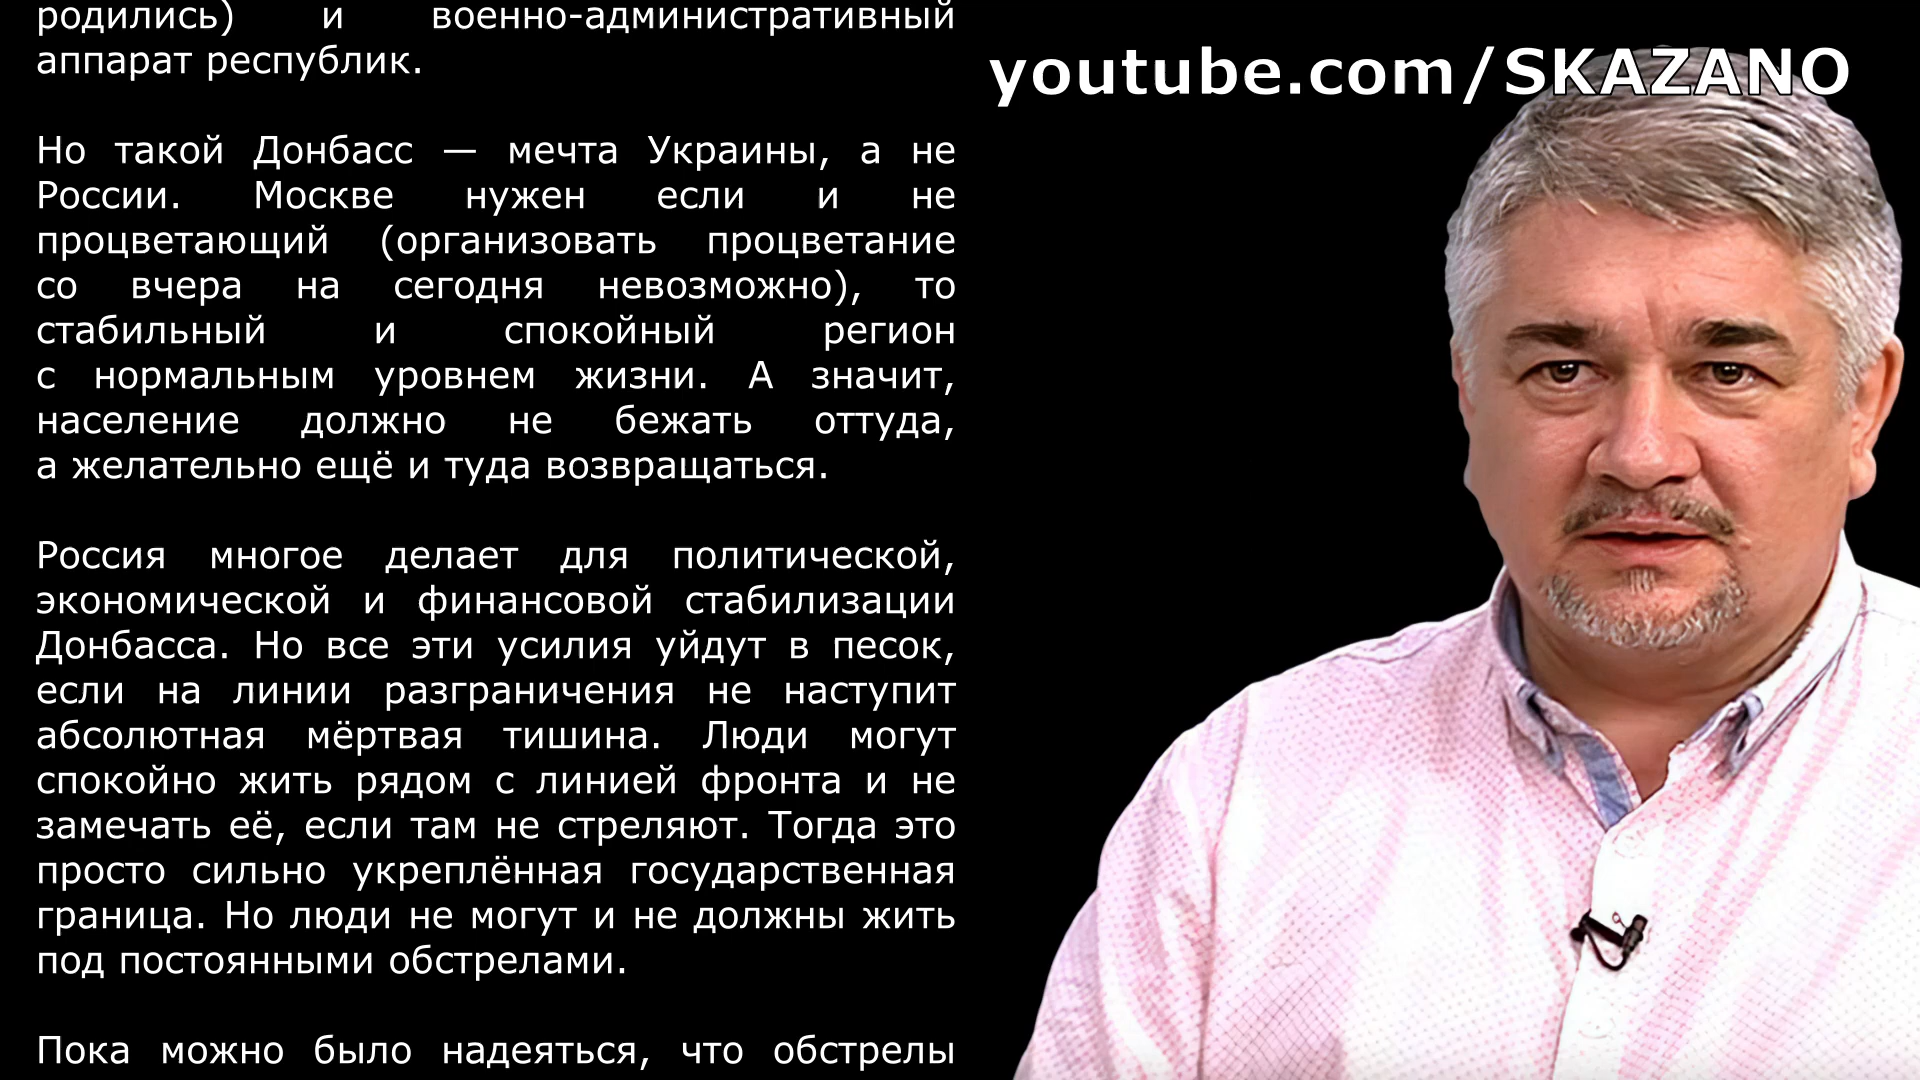 родились) и военно-административный
аппарат республик.
Но такой Донбасс — мечта Украины, а не
России. Москве нужен если и не
процветающий (организовать процветание
со вчера на сегодня невозможно), то
стабильный и спокойный регион
с нормальным уровнем жизни. А значит,
население должно не бежать оттуда,
а желательно ещё и туда возвращаться.
Россия многое делает для политической,
экономической и финансовой стабилизации
Донбасса. Но все эти усилия уйдут в песок,
если на линии разграничения не наступит
абсолютная мёртвая тишина. Люди могут
спокойно жить рядом с линией фронта и не
замечать её, если там не стреляют. Тогда это
просто сильно укреплённая государственная
граница. Но люди не могут и не должны жить
под постоянными обстрелами.
Пока можно было надеяться, что обстрелы
youtube.com/SKAZANO